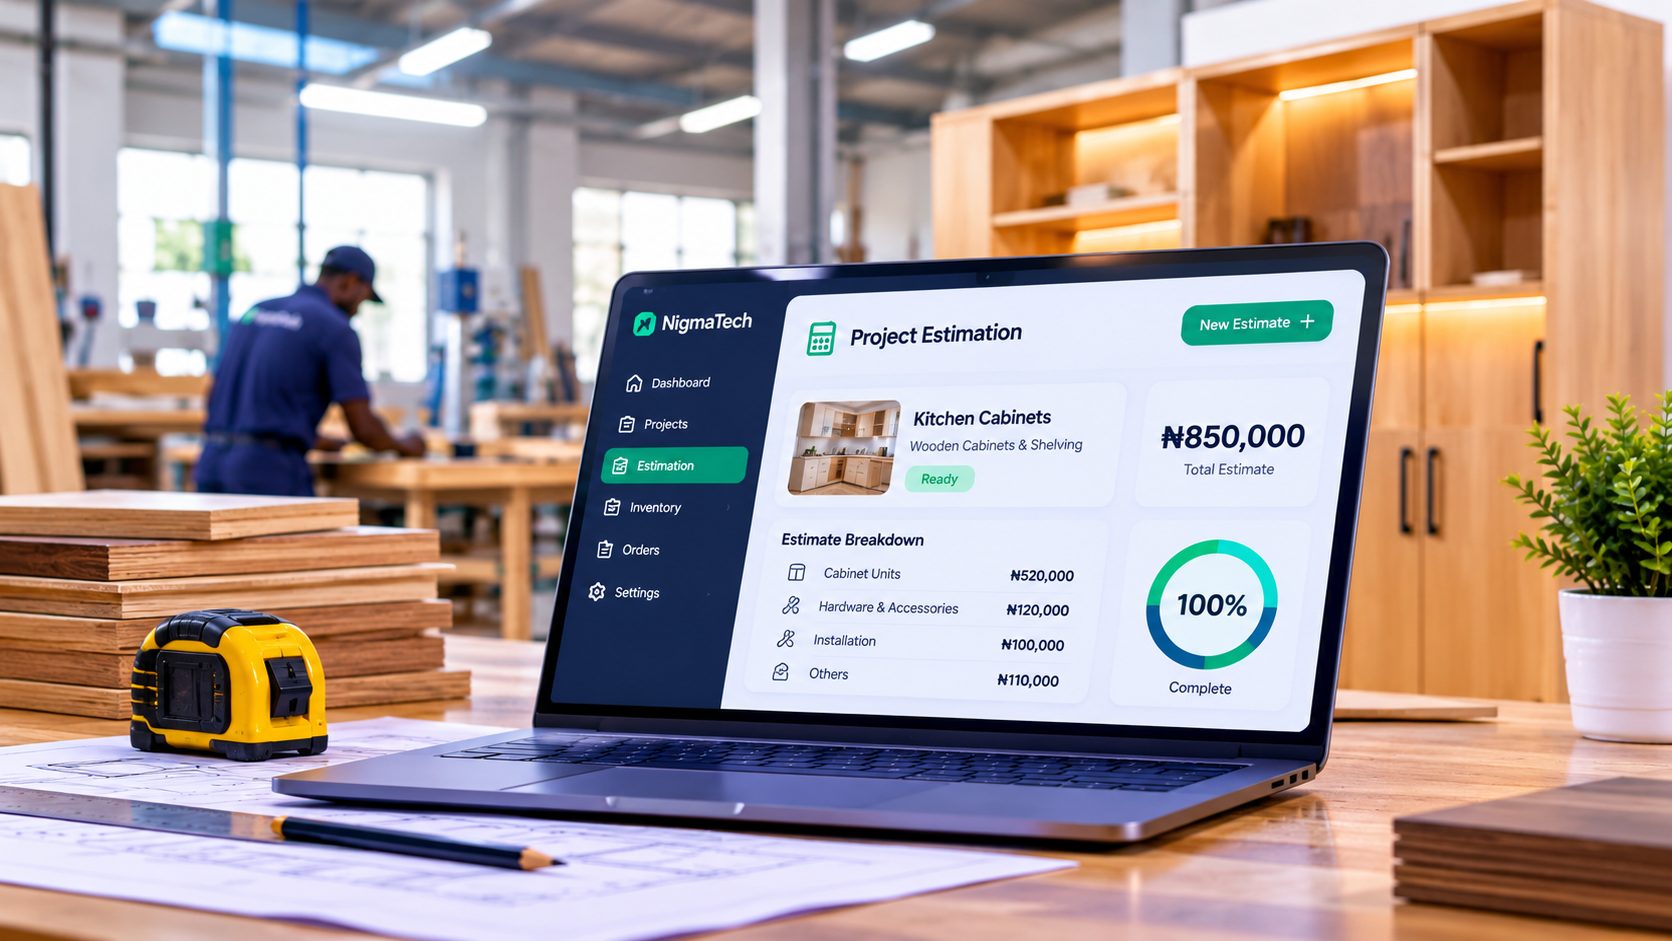 NigmaTech
Dashboard
Projects
Estimation
Inventory
Orders
Settings
Project Estimation
New Estimate +
Kitchen Cabinets
Wooden Cabinets & Shelving
Ready
₦850,000
Total Estimate
Estimate Breakdown
Cabinet Units ₦520,000
Hardware & Accessories ₦120,000
Installation ₦100,000
Others ₦110,000
100%
Complete